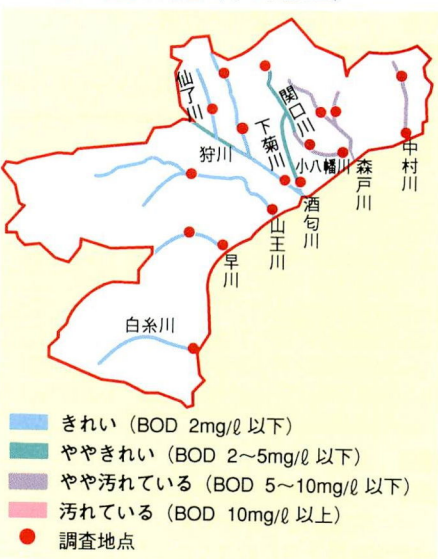 仙了川
関口川
下菊川
狩川
小八幡川
森戸川
中村川
酒匂川
山王川
早川
白糸川
きれい（BOD 2mg/ℓ 以下）
ややきれい（BOD 2〜5mg/ℓ 以下）
やや汚れている（BOD 5〜10mg/ℓ 以下）
汚れている（BOD 10mg/ℓ 以上）
調査地点